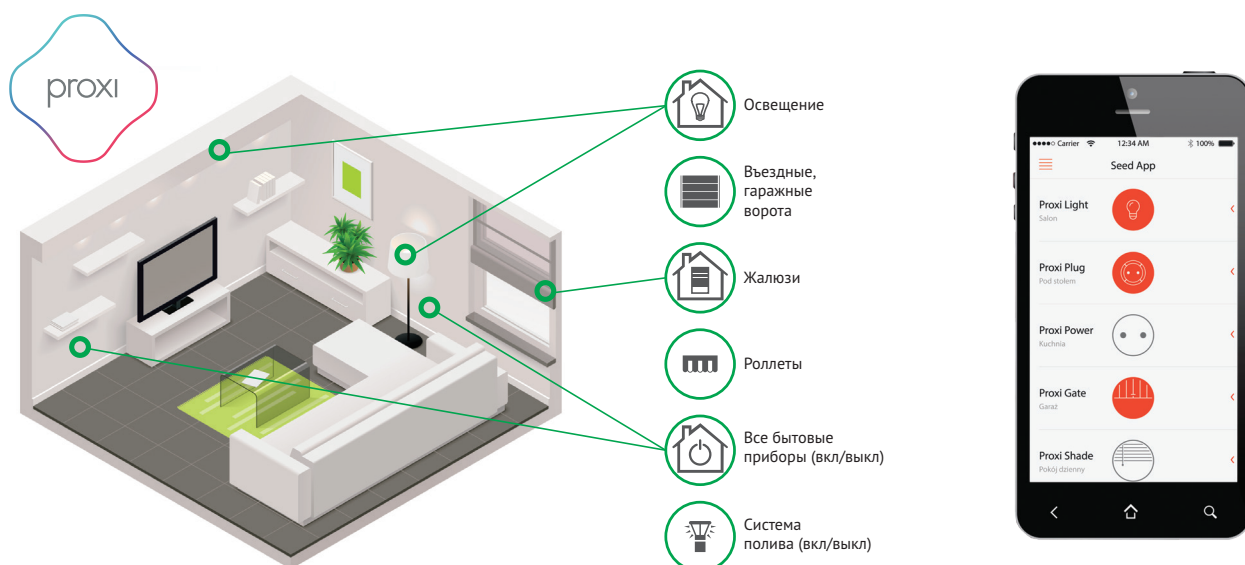 proxi
Освещение
Въездные,
гаражные
ворота
Жалюзи
Роллеты
Все бытовые
приборы (вкл/выкл)
Система
полива (вкл/выкл)
Carrier 12:34 AM 100%
Seed App
Proxi Light
Salon
Proxi Plug
Pod stołem
Proxi Power
Kuchnia
Proxi Gate
Garaż
Proxi Shade
Pokój dzienny